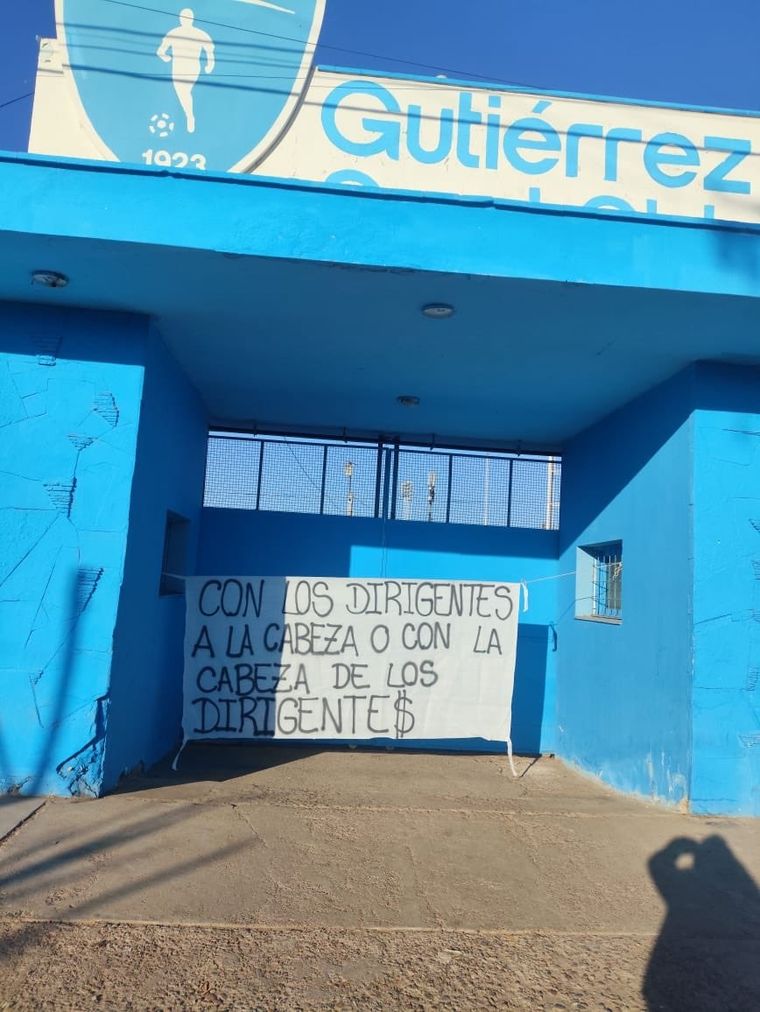 1923
Gutiérrez
CON LOS DIRIGENTES
A LA CABEZA O CON LA
CABEZA DE LOS
DIRIGENTE$